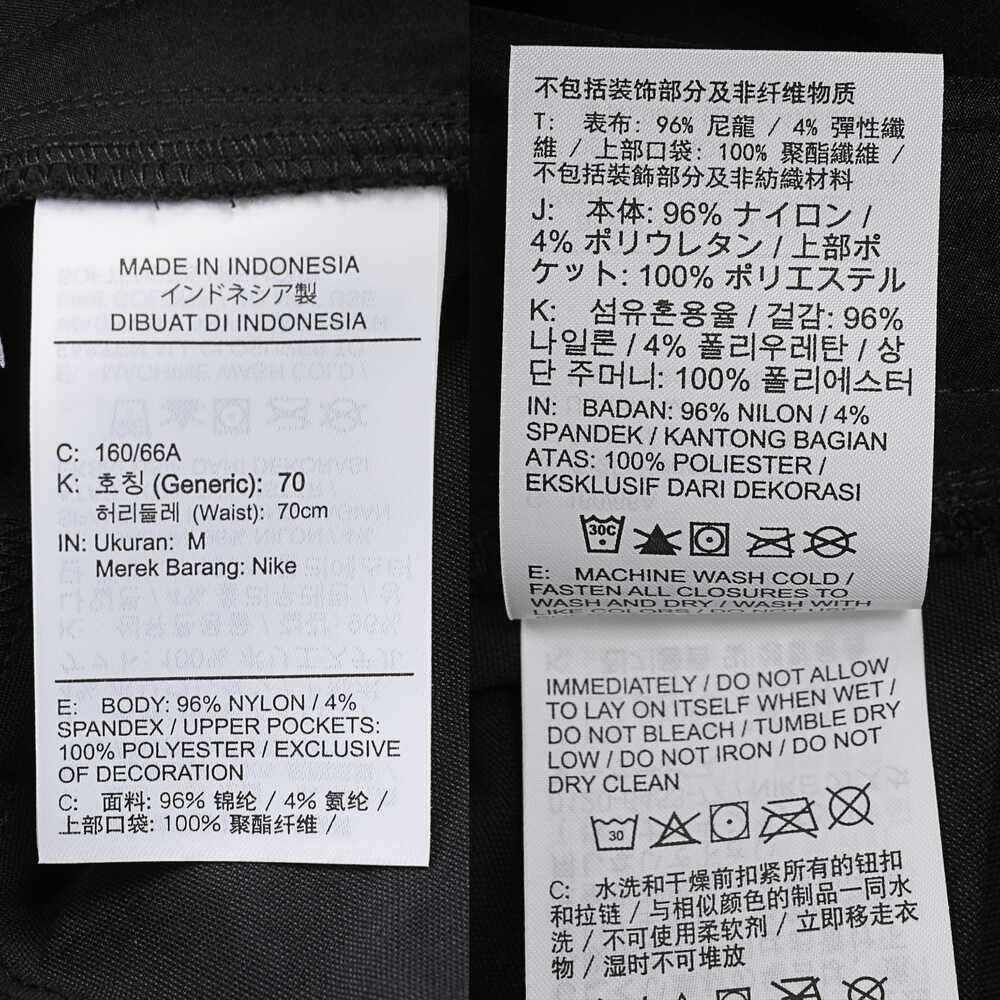 MADE IN INDONESIA
インドネシア製
DIBUAT DI INDONESIA
C: 160/66A
K: 호칭 (Generic): 70
허리둘레 (Waist): 70cm
IN: Ukuran: M
Merek Barang: Nike
E: BODY: 96% NYLON / 4%
SPANDEX / UPPER POCKETS:
100% POLYESTER / EXCLUSIVE
OF DECORATION
C: 面料: 96% 锦纶 / 4% 氨纶 /
上部口袋: 100% 聚酯纤维 /
不包括装饰部分及非纤维物质
T: 表布: 96% 尼龍 / 4% 彈性纖
維 / 上部口袋: 100% 聚酯纖維 /
不包括裝飾部分及非紡織材料
J: 本体: 96% ナイロン /
4% ポリウレタン / 上部ポ
ケット: 100% ポリエステル
K: 섬유혼용율 / 겉감: 96%
나일론 / 4% 폴리우레탄 / 상
단 주머니: 100% 폴리에스터
IN: BADAN: 96% NILON / 4%
SPANDEK / KANTONG BAGIAN
ATAS: 100% POLIESTER /
EKSKLUSIF DARI DEKORASI
30C
E: MACHINE WASH COLD /
FASTEN ALL CLOSURES TO
WASH AND DRY / WASH WITH
LIKE COLORS / DO NOT
IMMEDIATELY / DO NOT ALLOW
TO LAY ON ITSELF WHEN WET /
DO NOT BLEACH / TUMBLE DRY
LOW / DO NOT IRON / DO NOT
DRY CLEAN
30
C: 水洗和干燥前扣紧所有的钮扣
和拉链 / 与相似颜色的制品一同水
洗 / 不可使用柔软剂 / 立即移走衣
物 / 湿时不可堆放